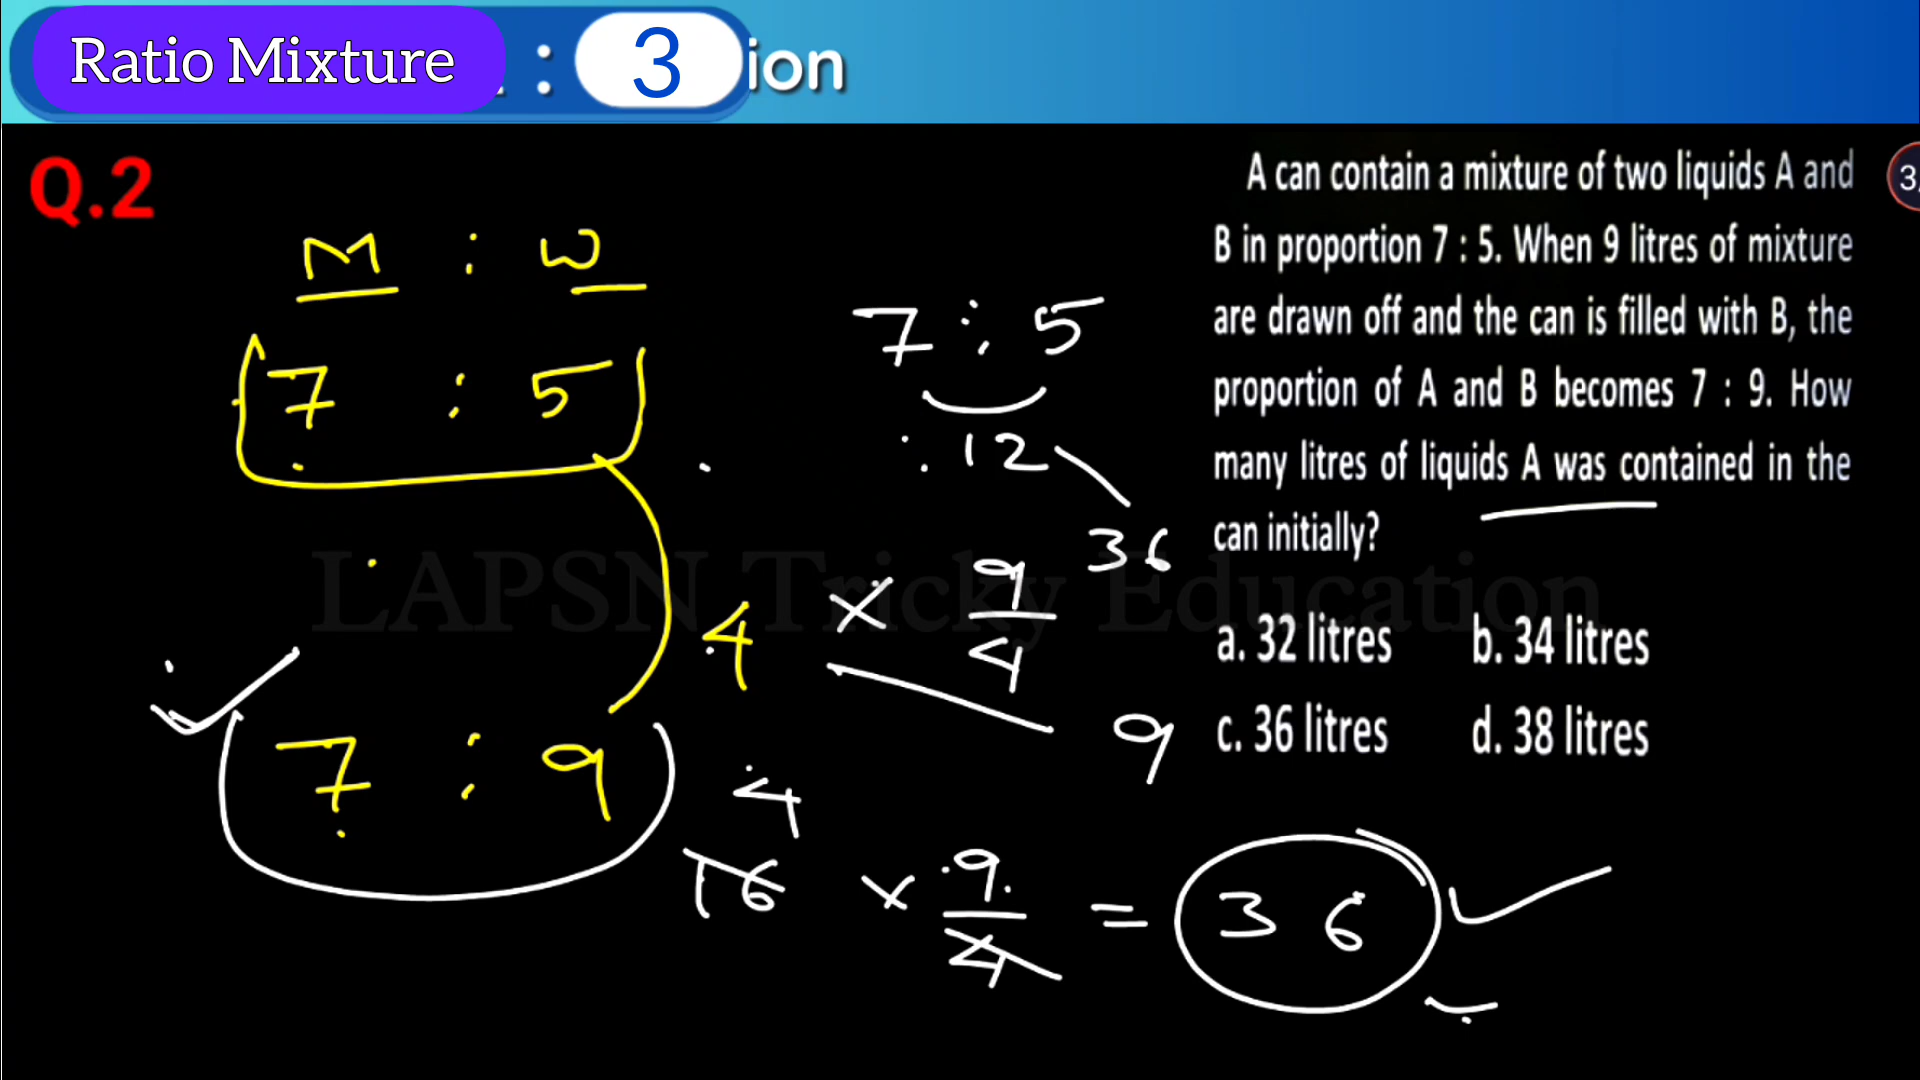 Ratio Mixture : 3 ion
Q.2
A can contain a mixture of two liquids A and
B in proportion 7 : 5. When 9 litres of mixture
are drawn off and the can is filled with B, the
proportion of A and B becomes 7 : 9. How
many litres of liquids A was contained in the
can initially?
a. 32 litres b. 34 litres
c. 36 litres d. 38 litres
3
M : W
7 : 5
4
7 : 9
7 : 5
: 12
36
× 9/4
9
4
16 × 9/4 = 36
LAPSN Tricky Education